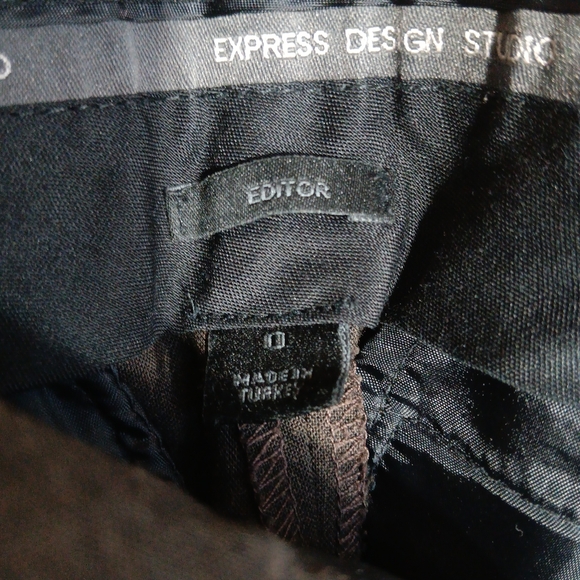 EXPRESS DESIGN STUDIO
EDITOR
0
MADE IN
TURKEY